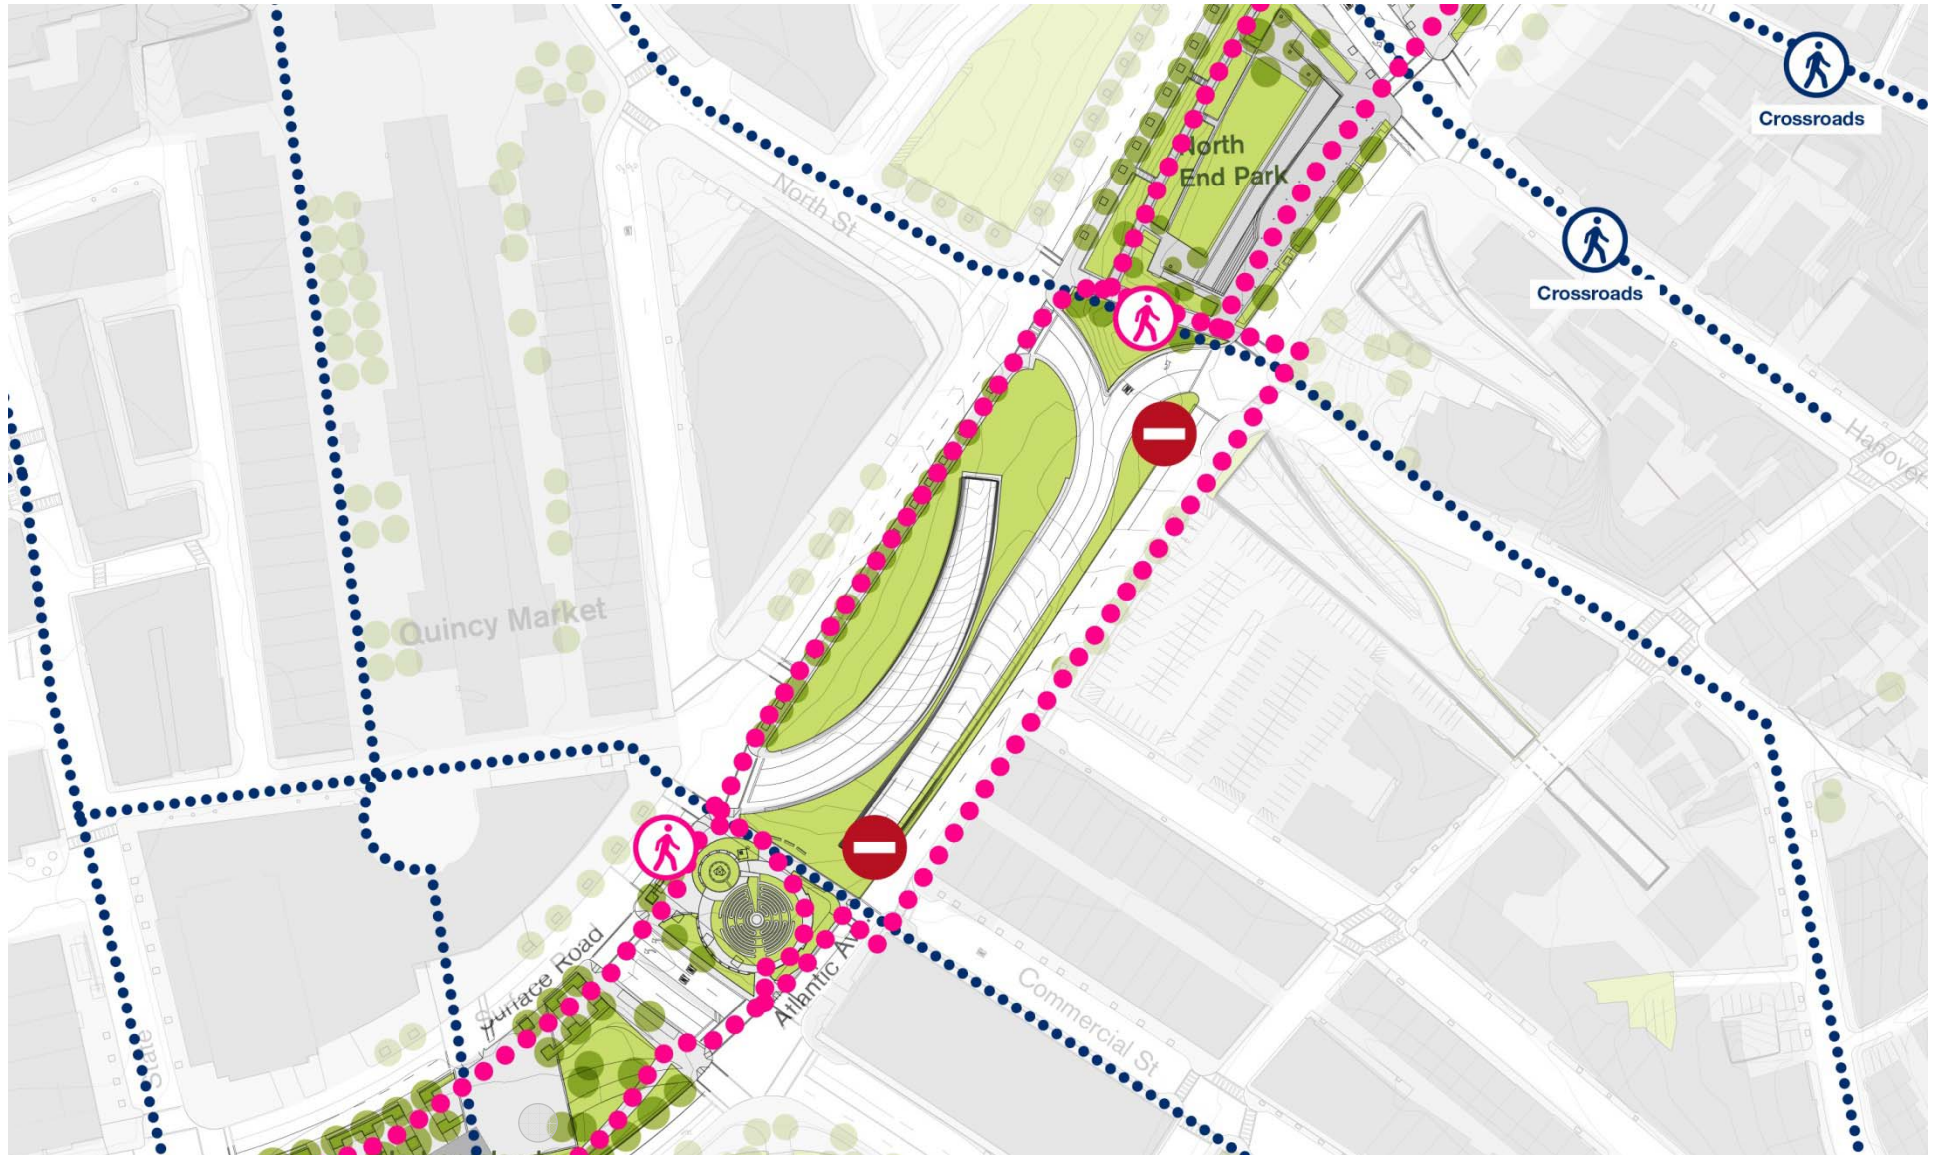 Crossroads
North
End Park
North St
Crossroads
Hanover
Quincy Market
Surface Road
Atlantic Av
Commercial St
State